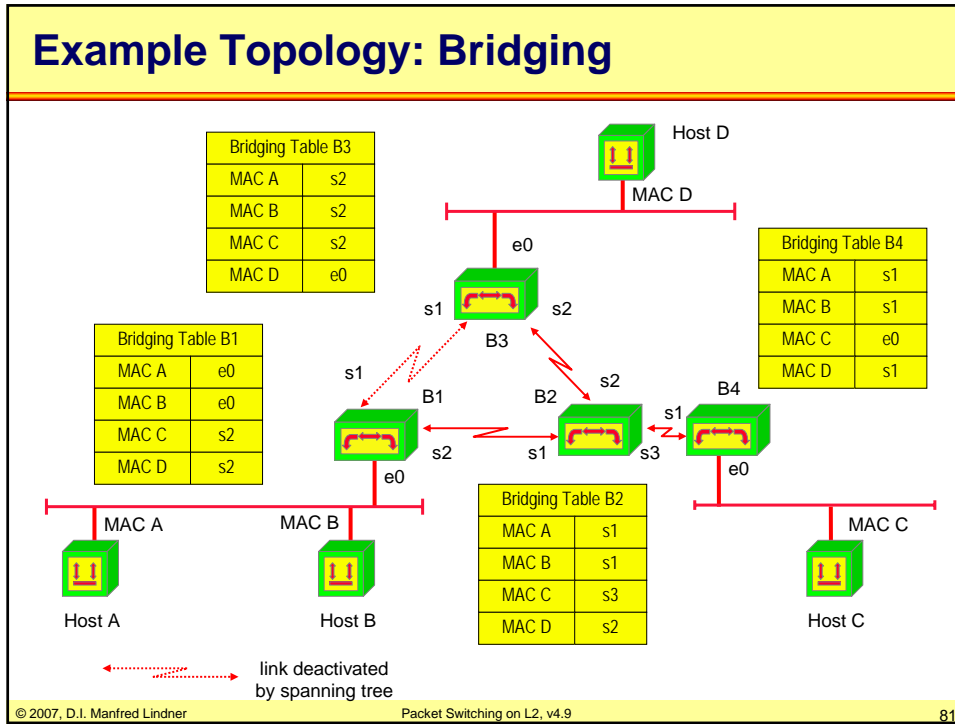 Example Topology: Bridging
Host D
MAC D
Bridging Table B3
MAC A s2
MAC B s2
MAC C s2
MAC D e0
e0
s1
s2
B3
Bridging Table B4
MAC A s1
MAC B s1
MAC C e0
MAC D s1
Bridging Table B1
MAC A e0
MAC B e0
MAC C s2
MAC D s2
s1
B1
s2
e0
s2
B2
s1
s3
B4
s1
e0
MAC A
MAC B
MAC C
Bridging Table B2
MAC A s1
MAC B s1
MAC C s3
MAC D s2
Host A
Host B
Host C
link deactivated
by spanning tree
© 2007, D.I. Manfred Lindner
Packet Switching on L2, v4.9
81